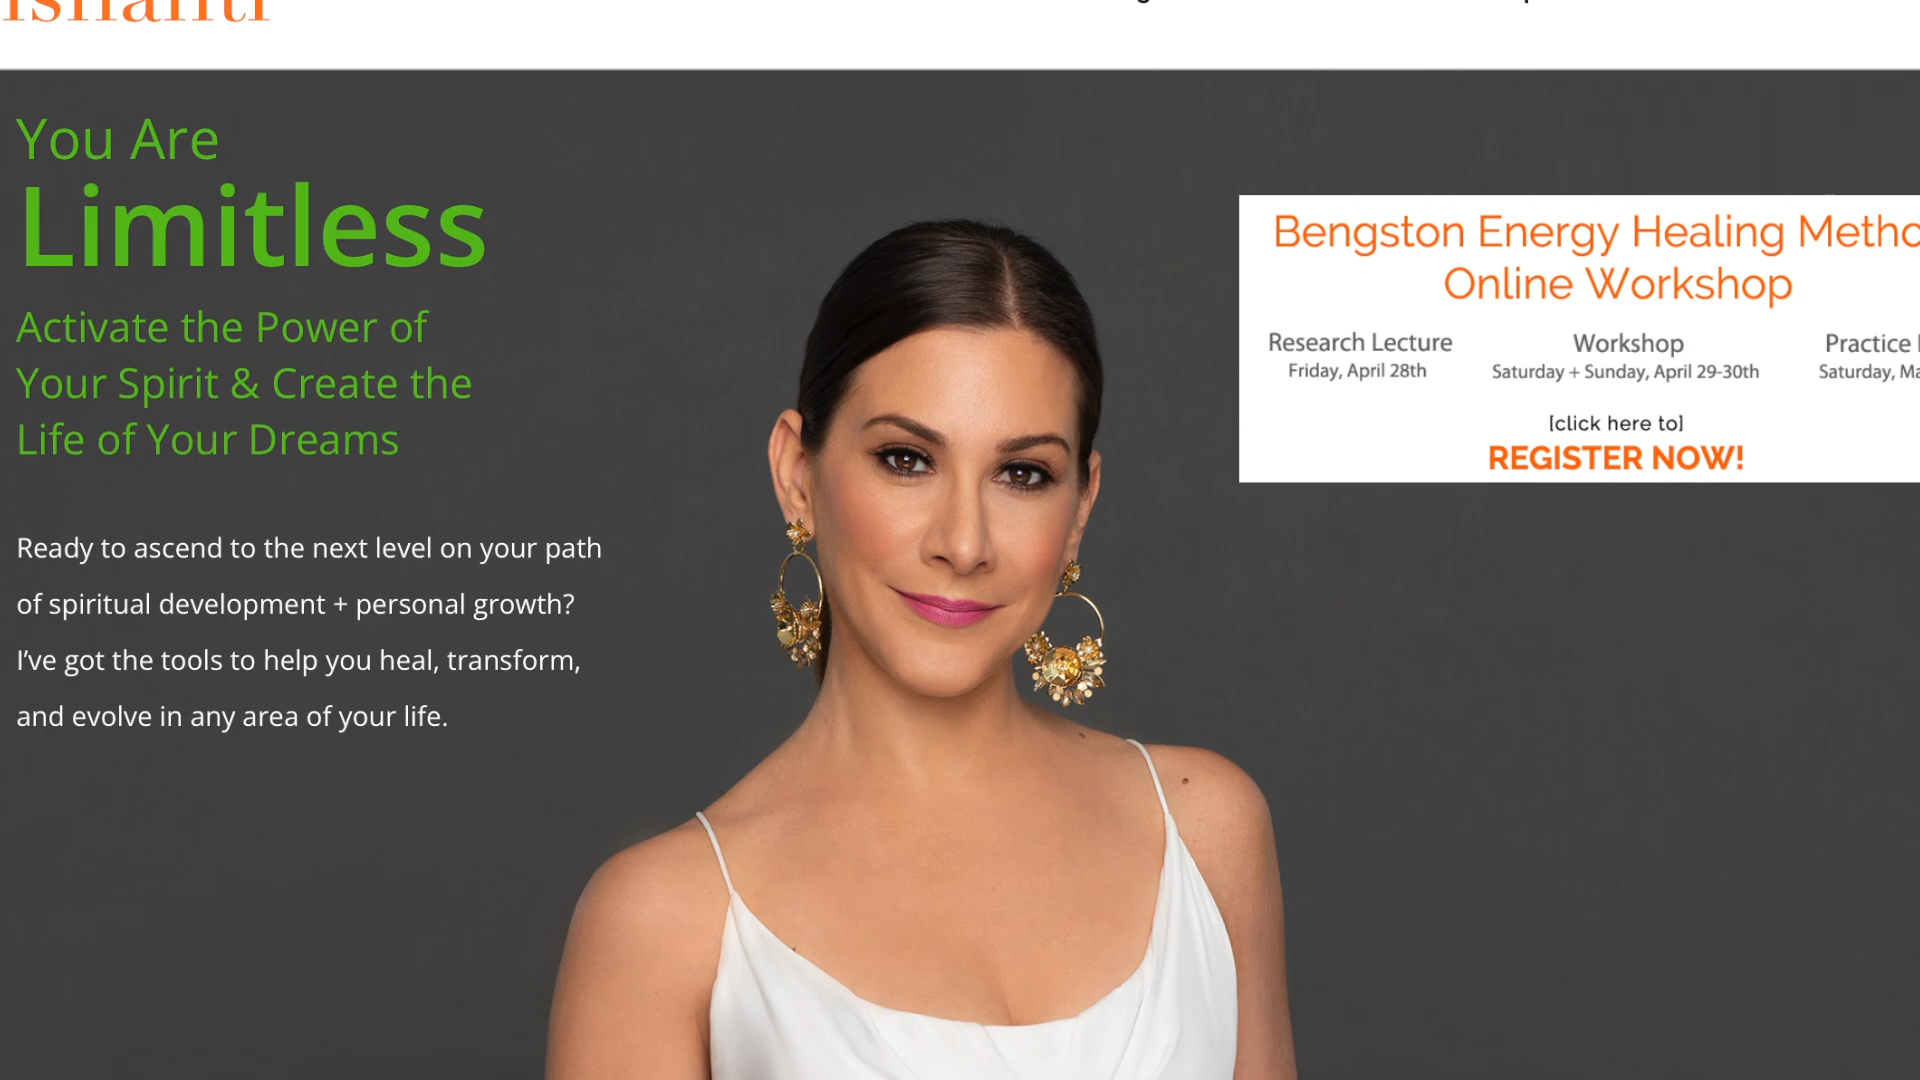 You Are
Limitless
Activate the Power of
Your Spirit & Create the
Life of Your Dreams
Ready to ascend to the next level on your path
of spiritual development + personal growth?
I’ve got the tools to help you heal, transform,
and evolve in any area of your life.
Bengston Energy Healing Metho
Online Workshop
Research Lecture Workshop Practice
Friday, April 28th Saturday + Sunday, April 29-30th Saturday, Ma
[click here to]
REGISTER NOW!